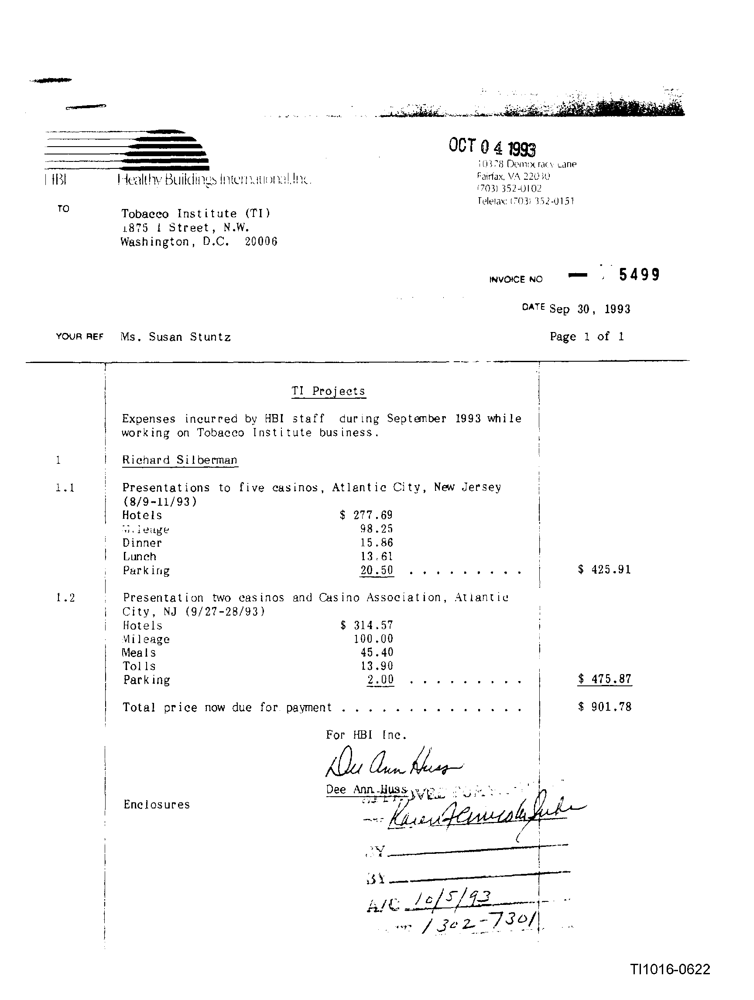 OCT 0 4 1993
HBI Healthy Buildings International, Inc.
10378 Democracy Lane
Fairfax, VA 22030
(703) 352-0102
Telefax: (703) 352-0151
TO Tobacco Institute (TI)
1875 I Street, N.W.
Washington, D.C. 20006
INVOICE NO 5499
DATE Sep 30, 1993
YOUR REF Ms. Susan Stuntz Page 1 of 1
TI Projects
Expenses incurred by HBI staff during September 1993 while
working on Tobacco Institute business.
1 Richard Silberman
1.1 Presentations to five casinos, Atlantic City, New Jersey
(8/9-11/93)
Hotels $ 277.69
Mileage 98.25
Dinner 15.86
Lunch 13.61
Parking 20.50 . . . . . . . . . $ 425.91
1.2 Presentation two casinos and Casino Association, Atlantic
City, NJ (9/27-28/93)
Hotels $ 314.57
Mileage 100.00
Meals 45.40
Tolls 13.90
Parking 2.00 . . . . . . . . . $ 475.87
Total price now due for payment . . . . . . . . . . . . . . $ 901.78
For HBI Inc.
Dee Ann Huss
Dee Ann Huss
Enclosures
BY
BY
A/C 10/5/93
1302-7301
TI1016-0622